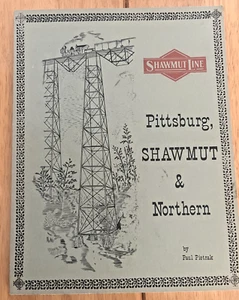 SHAWMUT LINE
Pittsburg,
SHAWMUT
&
Northern
by
Paul Pietrak